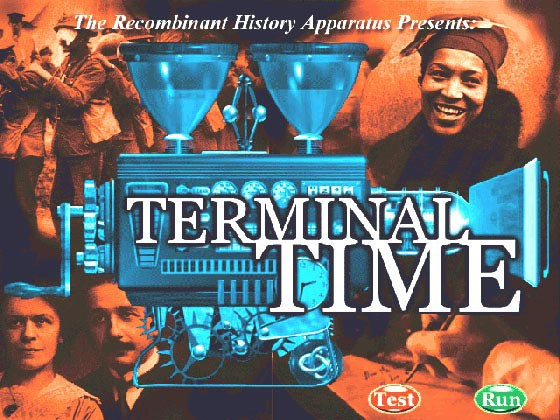 The Recombinant History Apparatus Presents:
TERMINAL
TIME
Test
Run